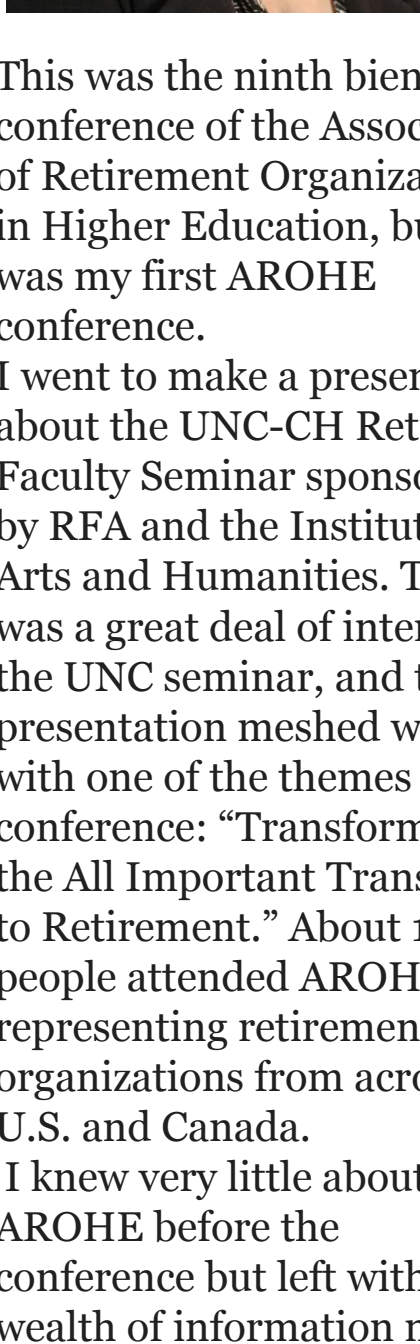 This was the ninth bien
conference of the Assoc
of Retirement Organiza
in Higher Education, bu
was my first AROHE
conference.
I went to make a presen
about the UNC-CH Ret
Faculty Seminar sponso
by RFA and the Institut
Arts and Humanities. T
was a great deal of inter
the UNC seminar, and t
presentation meshed w
with one of the themes
conference: “Transform
the All Important Trans
to Retirement.” About 1
people attended AROH
representing retiremen
organizations from acro
U.S. and Canada.
I knew very little about
AROHE before the
conference but left with
wealth of information